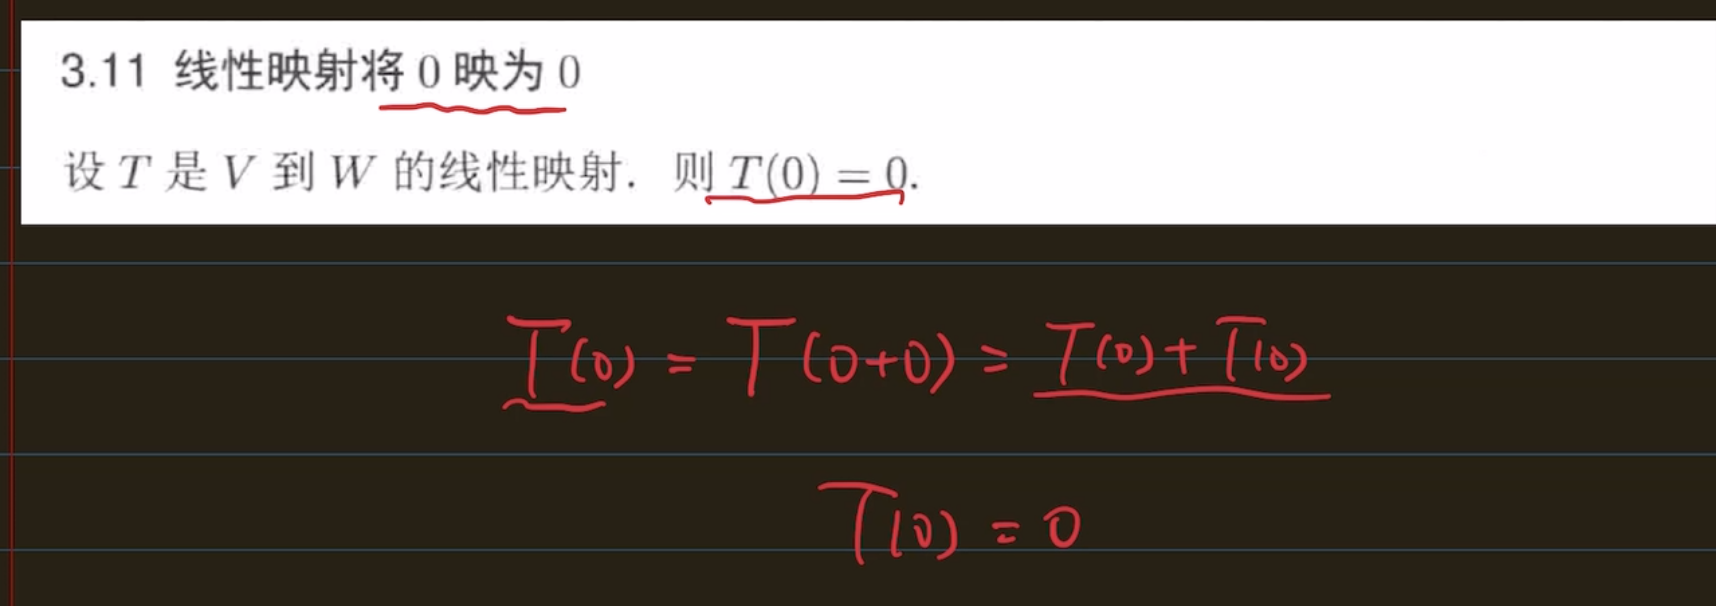 3.11 线性映射将 0 映为 0
设 T 是 V 到 W 的线性映射. 则 T(0) = 0.
T(0) = T(0+0) = T(0)+T(0)
T(0) = 0